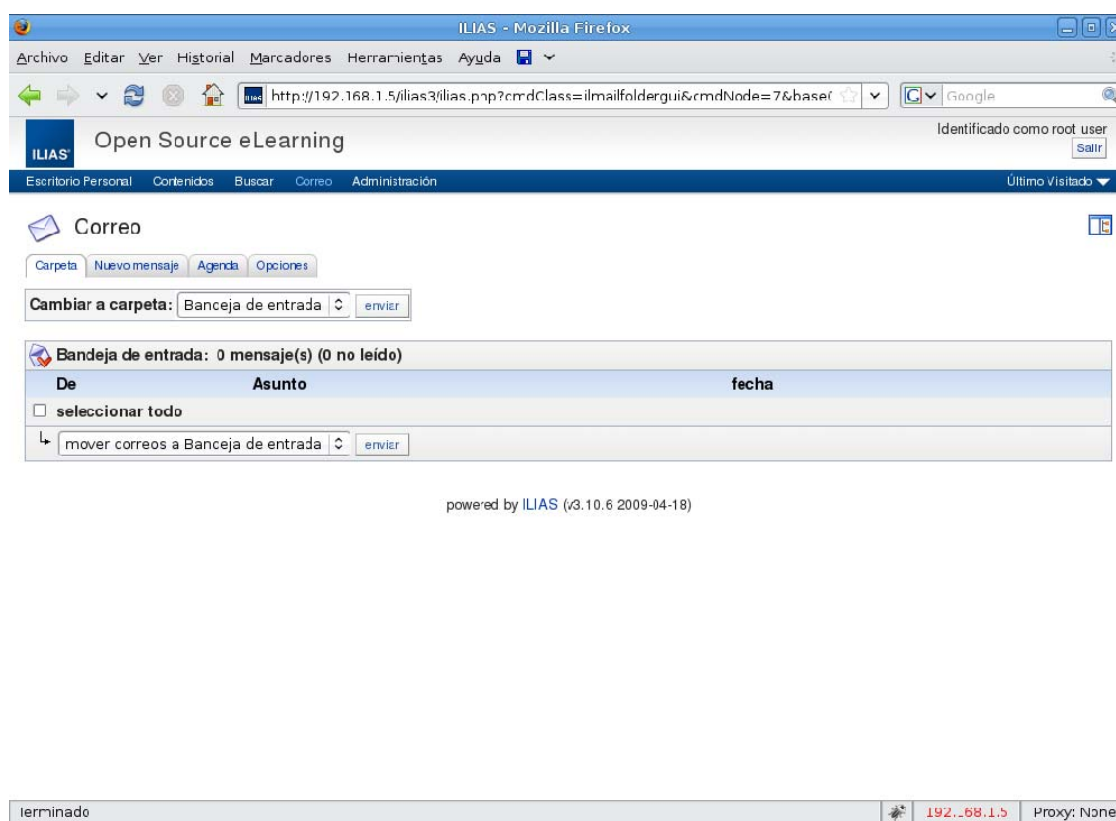 ILIAS - Mozilla Firefox
Archivo Editar Ver Historial Marcadores Herramientas Ayuda
http://192.168.1.5/ilias3/ilias.php?cmdClass=ilmailfoldergui&cmdNode=7&base( Google
ILIAS Open Source eLearning Identificado como root user
Salir
Escritorio Personal Contenidos Buscar Correo Administración Último Visitado
Correo
Carpeta Nuevo mensaje Agenda Opciones
Cambiar a carpeta: Banceja de entrada enviar
Bandeja de entrada: 0 mensaje(s) (0 no leído)
De Asunto fecha
seleccionar todo
mover correos a Banceja de entrada enviar
powered by ILIAS (v3.10.6 2009-04-18)
Terminado 192.168.1.5 Proxy: None